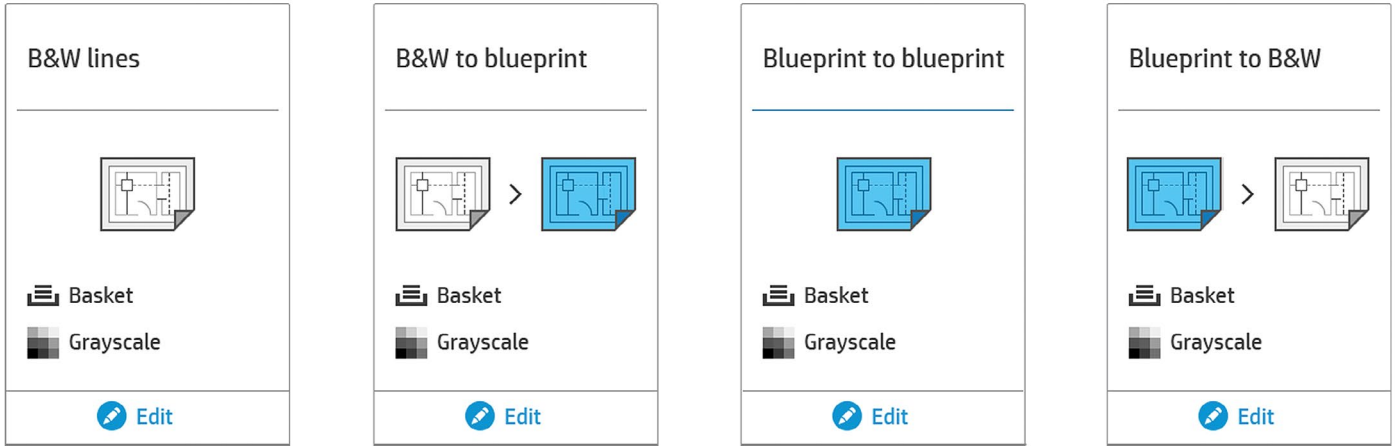 B&W lines
Basket
Grayscale
Edit
B&W to blueprint
Basket
Grayscale
Edit
Blueprint to blueprint
Basket
Grayscale
Edit
Blueprint to B&W
Basket
Grayscale
Edit